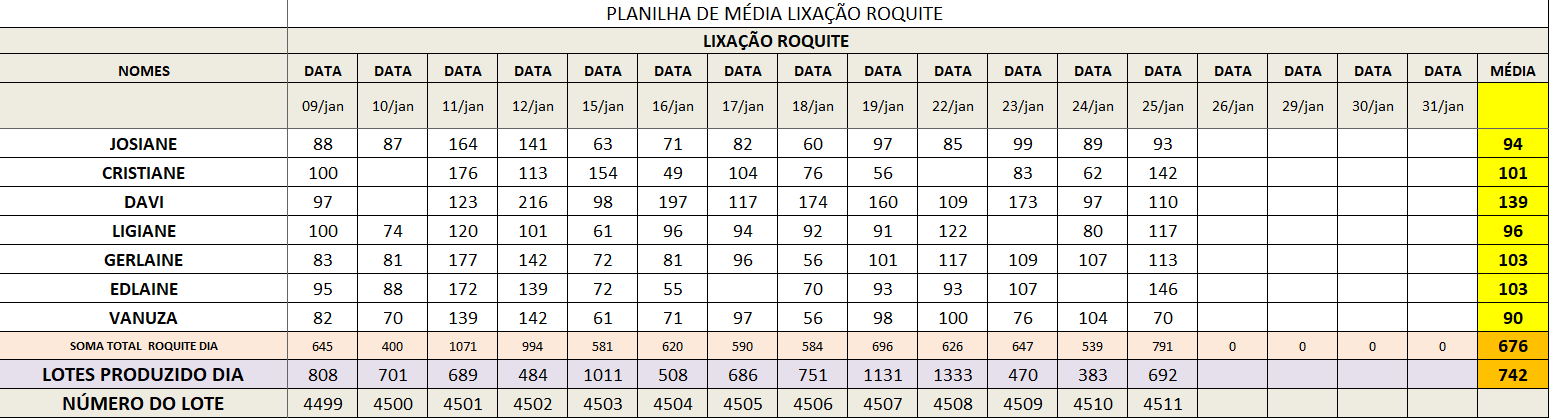 PLANILHA DE MÉDIA LIXAÇÃO ROQUITE
LIXAÇÃO ROQUITE
NOMES DATA DATA DATA DATA DATA DATA DATA DATA DATA DATA DATA DATA DATA DATA DATA DATA DATA MÉDIA
09/jan 10/jan 11/jan 12/jan 15/jan 16/jan 17/jan 18/jan 19/jan 22/jan 23/jan 24/jan 25/jan 26/jan 29/jan 30/jan 31/jan
JOSIANE 88 87 164 141 63 71 82 60 97 85 99 89 93 94
CRISTIANE 100 176 113 154 49 104 76 56 83 62 142 101
DAVI 97 123 216 98 197 117 174 160 109 173 97 110 139
LIGIANE 100 74 120 101 61 96 94 92 91 122 80 117 96
GERLAINE 83 81 177 142 72 81 96 56 101 117 109 107 113 103
EDLAINE 95 88 172 139 72 55 70 93 93 107 146 103
VANUZA 82 70 139 142 61 71 97 56 98 100 76 104 70 90
SOMA TOTAL ROQUITE DIA 645 400 1071 994 581 620 590 584 696 626 647 539 791 0 0 0 0 676
LOTES PRODUZIDO DIA 808 701 689 484 1011 508 686 751 1131 1333 470 383 692 742
NÚMERO DO LOTE 4499 4500 4501 4502 4503 4504 4505 4506 4507 4508 4509 4510 4511